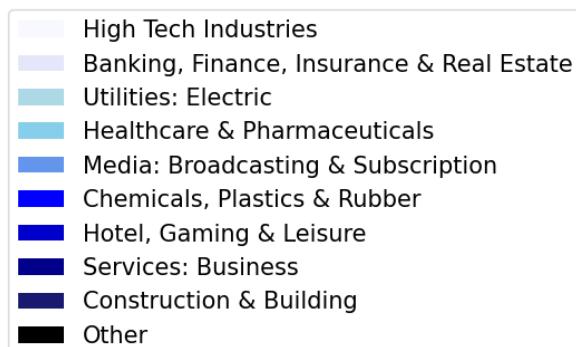 High Tech Industries
Banking, Finance, Insurance & Real Estate
Utilities: Electric
Healthcare & Pharmaceuticals
Media: Broadcasting & Subscription
Chemicals, Plastics & Rubber
Hotel, Gaming & Leisure
Services: Business
Construction & Building
Other